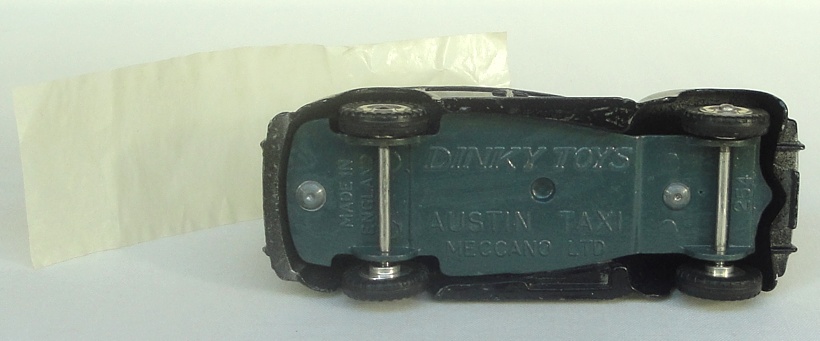 MADE IN
ENGLAND
DINKY TOYS
AUSTIN TAXI
MECCANO LTD
254